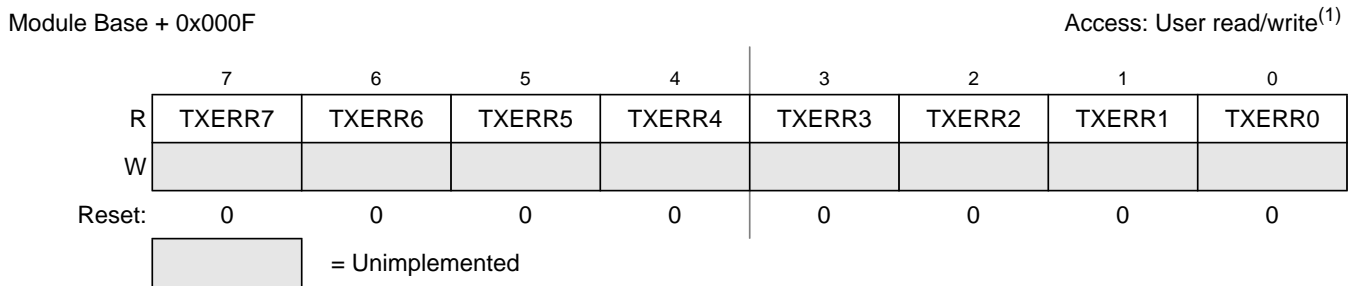 Module Base + 0x000F Access: User read/write(1)
7 6 5 4 3 2 1 0
R TXERR7 TXERR6 TXERR5 TXERR4 TXERR3 TXERR2 TXERR1 TXERR0
W
Reset: 0 0 0 0 0 0 0 0
= Unimplemented